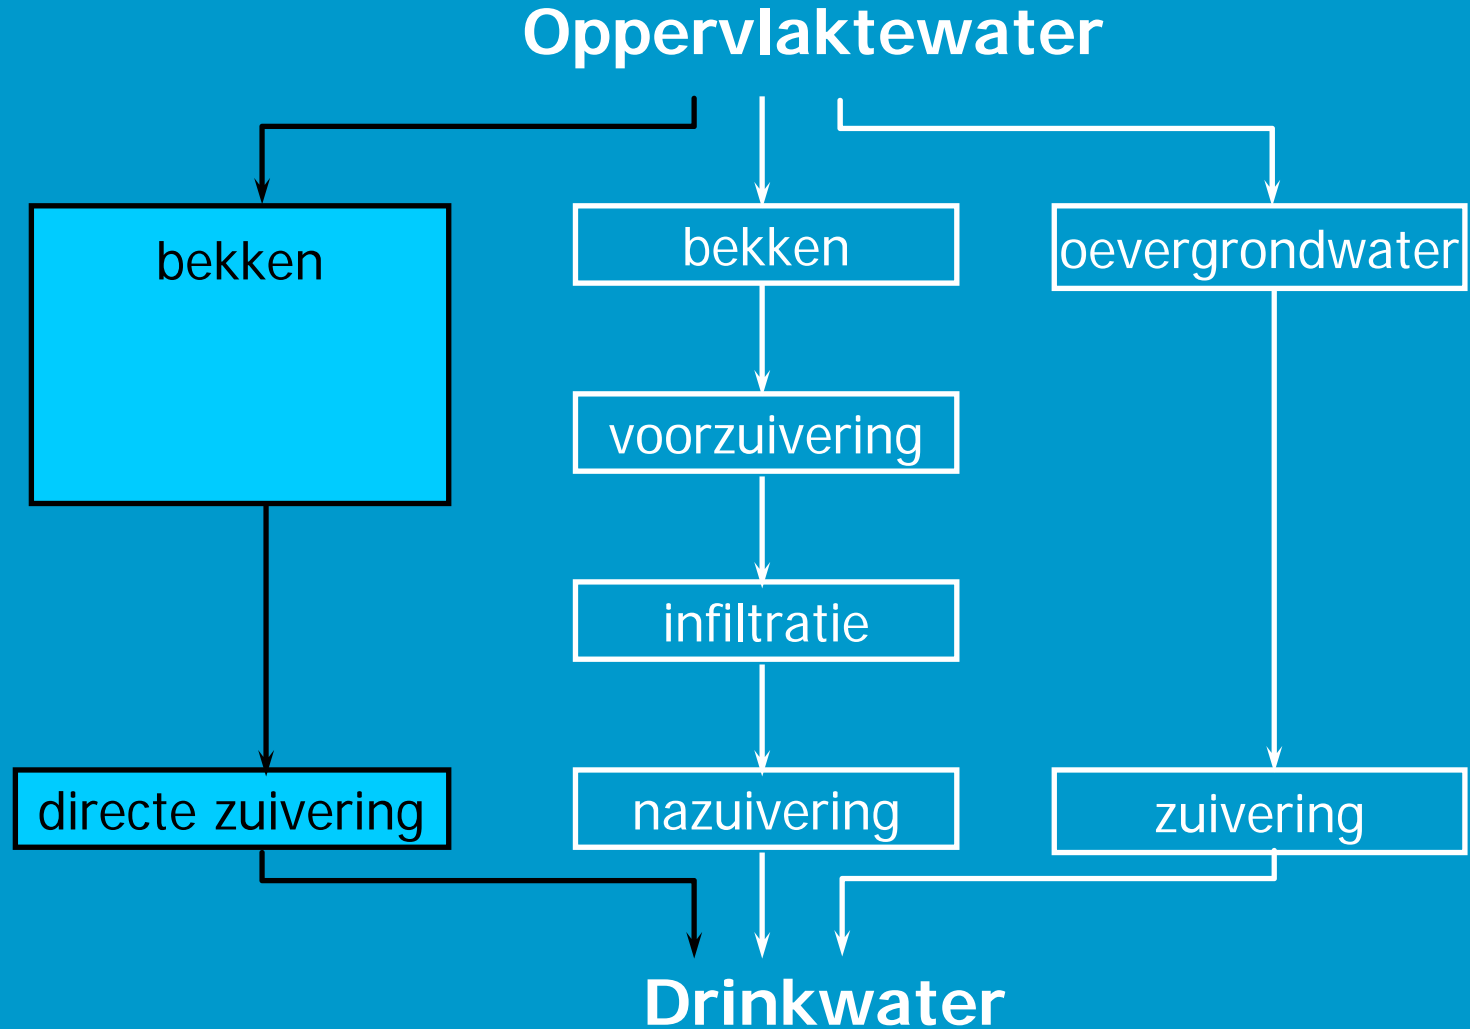 Oppervlaktewater
bekken
bekken
oevergrondwater
voorzuivering
infiltratie
directe zuivering
nazuivering
zuivering
Drinkwater